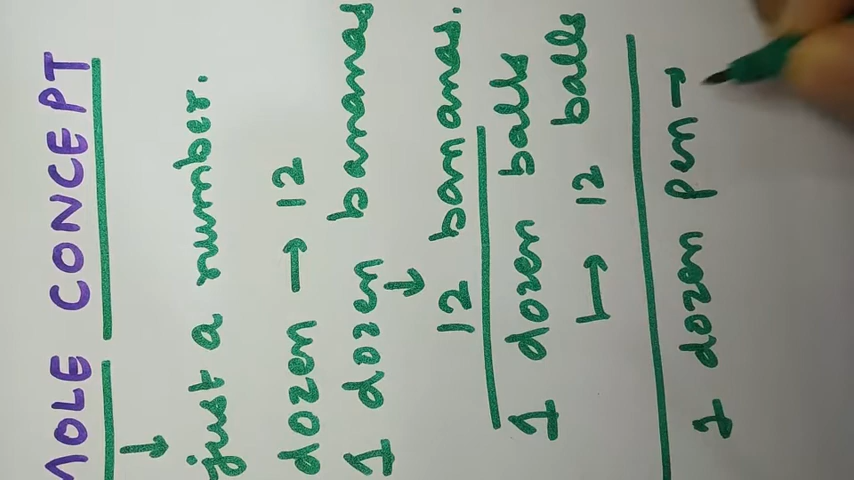 MOLE CONCEPT
↓
just a number.
dozen → 12
1 dozen bananas
↓
12 bananas.
1 dozen balls
↦ 12 balls
1 dozen pen →